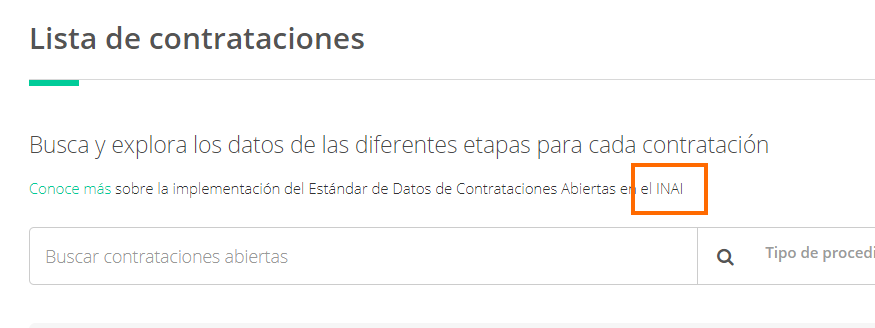 Lista de contrataciones
Busca y explora los datos de las diferentes etapas para cada contratación
Conoce más sobre la implementación del Estándar de Datos de Contrataciones Abiertas en el INAI
Buscar contrataciones abiertas
Tipo de procedi